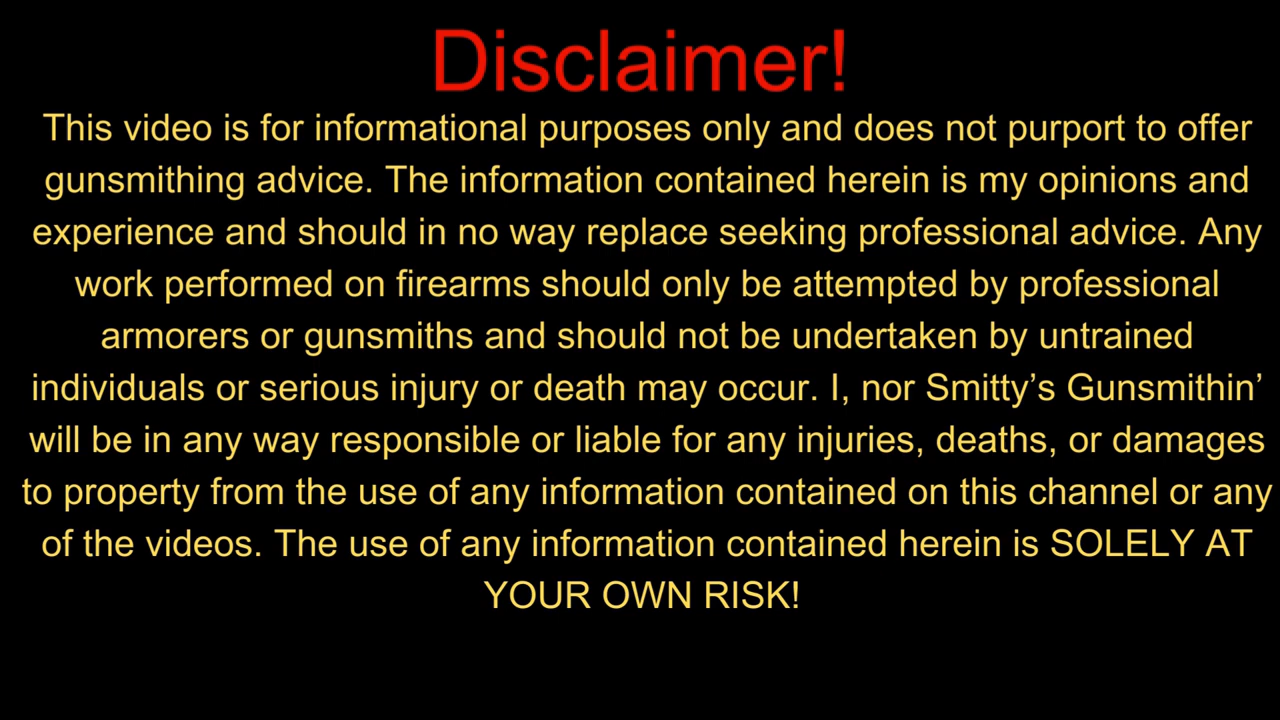 Disclaimer!
This video is for informational purposes only and does not purport to offer
gunsmithing advice. The information contained herein is my opinions and
experience and should in no way replace seeking professional advice. Any
work performed on firearms should only be attempted by professional
armorers or gunsmiths and should not be undertaken by untrained
individuals or serious injury or death may occur. I, nor Smitty’s Gunsmithin’
will be in any way responsible or liable for any injuries, deaths, or damages
to property from the use of any information contained on this channel or any
of the videos. The use of any information contained herein is SOLELY AT
YOUR OWN RISK!